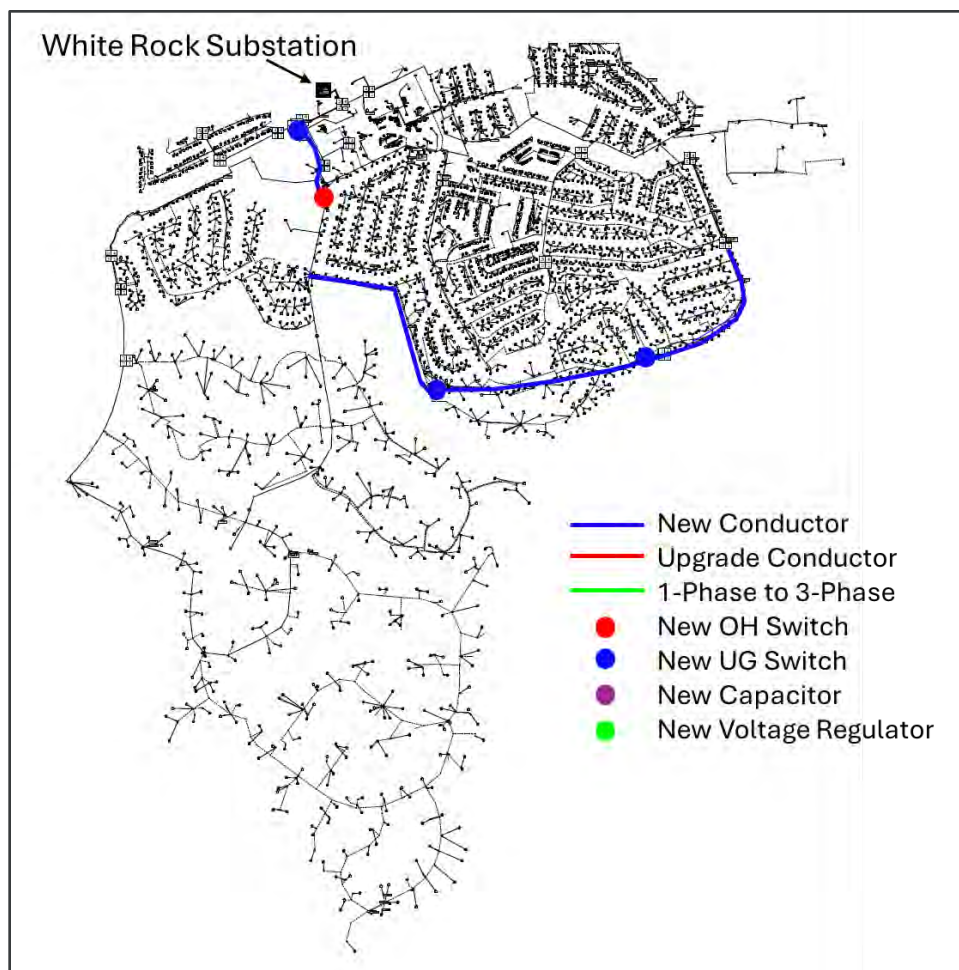 White Rock Substation
New Conductor
Upgrade Conductor
1-Phase to 3-Phase
New OH Switch
New UG Switch
New Capacitor
New Voltage Regulator